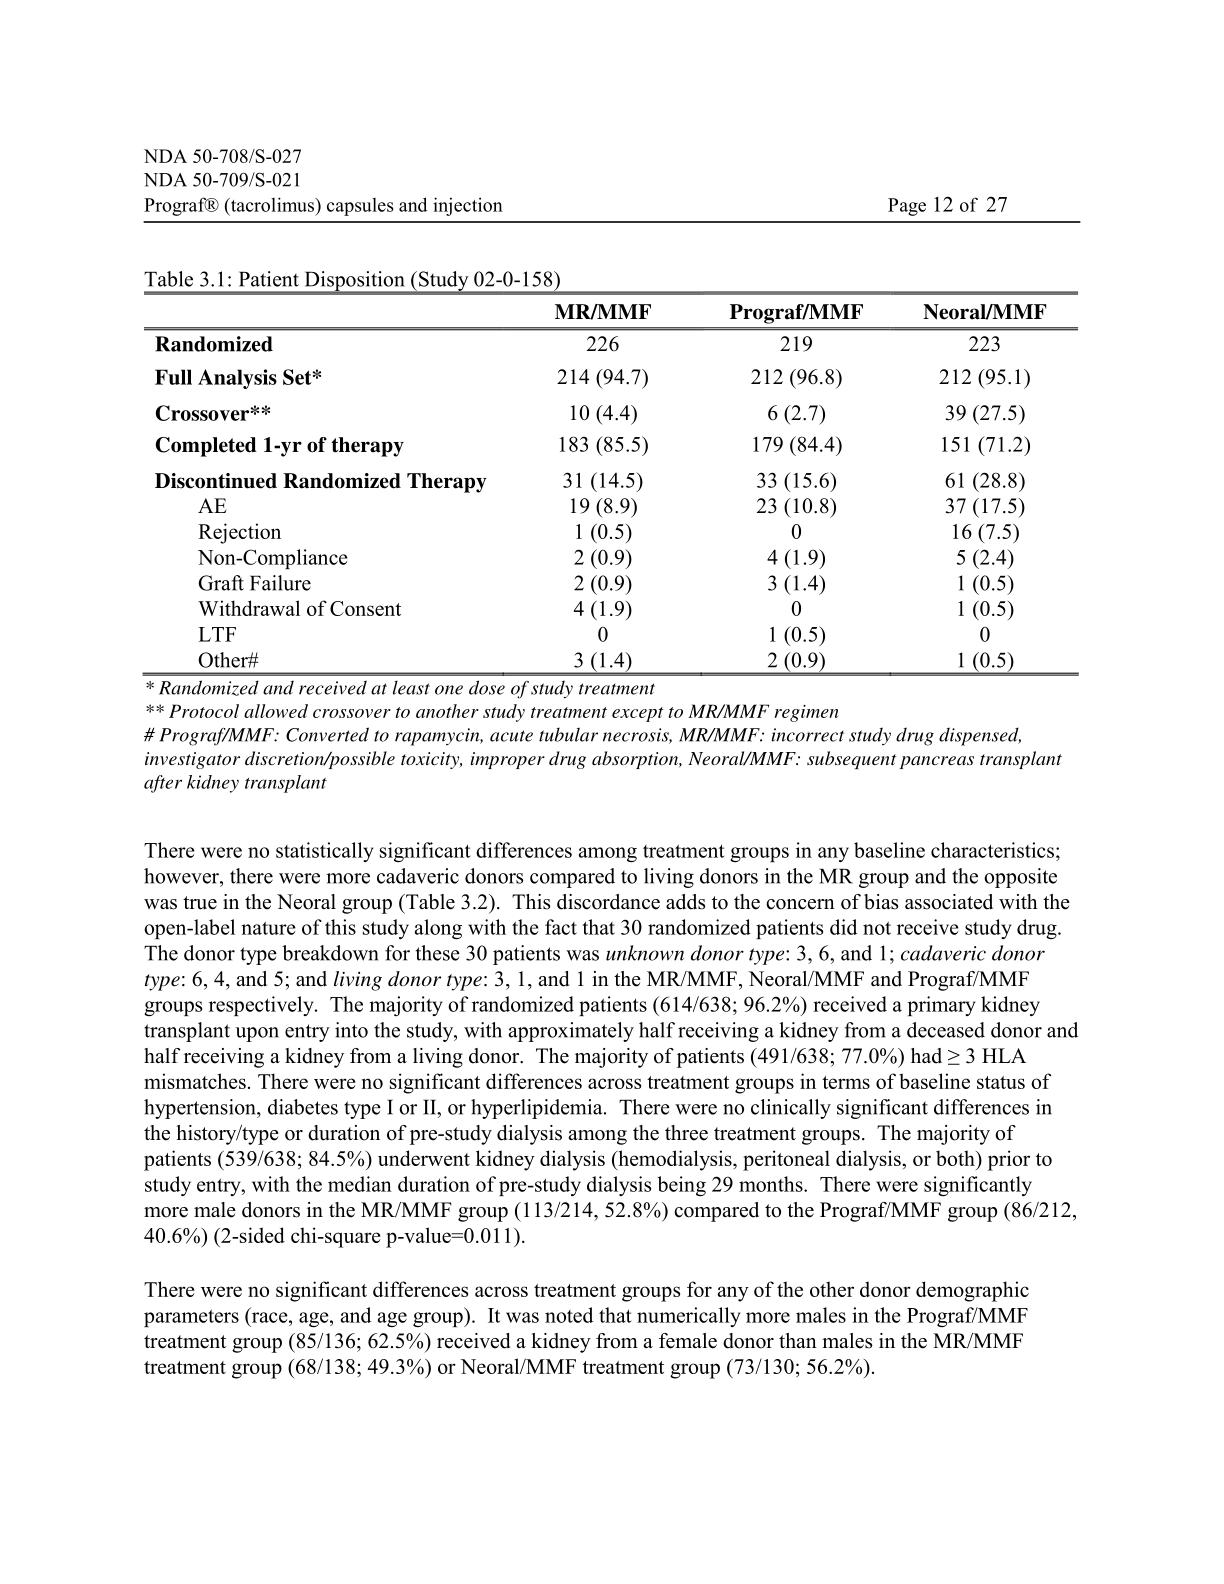 NDA 50-708/S-027
NDA 50-709/S-021
Prograf® (tacrolimus) capsules and injection Page 12 of 27
Table 3.1: Patient Disposition (Study 02-0-158)
MR/MMF Prograf/MMF Neoral/MMF
Randomized 226 219 223
Full Analysis Set* 214 (94.7) 212 (96.8) 212 (95.1)
Crossover** 10 (4.4) 6 (2.7) 39 (27.5)
Completed 1-yr of therapy 183 (85.5) 179 (84.4) 151 (71.2)
Discontinued Randomized Therapy 31 (14.5) 33 (15.6) 61 (28.8)
AE 19 (8.9) 23 (10.8) 37 (17.5)
Rejection 1 (0.5) 0 16 (7.5)
Non-Compliance 2 (0.9) 4 (1.9) 5 (2.4)
Graft Failure 2 (0.9) 3 (1.4) 1 (0.5)
Withdrawal of Consent 4 (1.9) 0 1 (0.5)
LTF 0 1 (0.5) 0
Other# 3 (1.4) 2 (0.9) 1 (0.5)
* Randomized and received at least one dose of study treatment
** Protocol allowed crossover to another study treatment except to MR/MMF regimen
# Prograf/MMF: Converted to rapamycin, acute tubular necrosis, MR/MMF: incorrect study drug dispensed,
investigator discretion/possible toxicity, improper drug absorption, Neoral/MMF: subsequent pancreas transplant
after kidney transplant
There were no statistically significant differences among treatment groups in any baseline characteristics;
however, there were more cadaveric donors compared to living donors in the MR group and the opposite
was true in the Neoral group (Table 3.2). This discordance adds to the concern of bias associated with the
open-label nature of this study along with the fact that 30 randomized patients did not receive study drug.
The donor type breakdown for these 30 patients was unknown donor type: 3, 6, and 1; cadaveric donor
type: 6, 4, and 5; and living donor type: 3, 1, and 1 in the MR/MMF, Neoral/MMF and Prograf/MMF
groups respectively. The majority of randomized patients (614/638; 96.2%) received a primary kidney
transplant upon entry into the study, with approximately half receiving a kidney from a deceased donor and
half receiving a kidney from a living donor. The majority of patients (491/638; 77.0%) had ≥ 3 HLA
mismatches. There were no significant differences across treatment groups in terms of baseline status of
hypertension, diabetes type I or II, or hyperlipidemia. There were no clinically significant differences in
the history/type or duration of pre-study dialysis among the three treatment groups. The majority of
patients (539/638; 84.5%) underwent kidney dialysis (hemodialysis, peritoneal dialysis, or both) prior to
study entry, with the median duration of pre-study dialysis being 29 months. There were significantly
more male donors in the MR/MMF group (113/214, 52.8%) compared to the Prograf/MMF group (86/212,
40.6%) (2-sided chi-square p-value=0.011).
There were no significant differences across treatment groups for any of the other donor demographic
parameters (race, age, and age group). It was noted that numerically more males in the Prograf/MMF
treatment group (85/136; 62.5%) received a kidney from a female donor than males in the MR/MMF
treatment group (68/138; 49.3%) or Neoral/MMF treatment group (73/130; 56.2%).